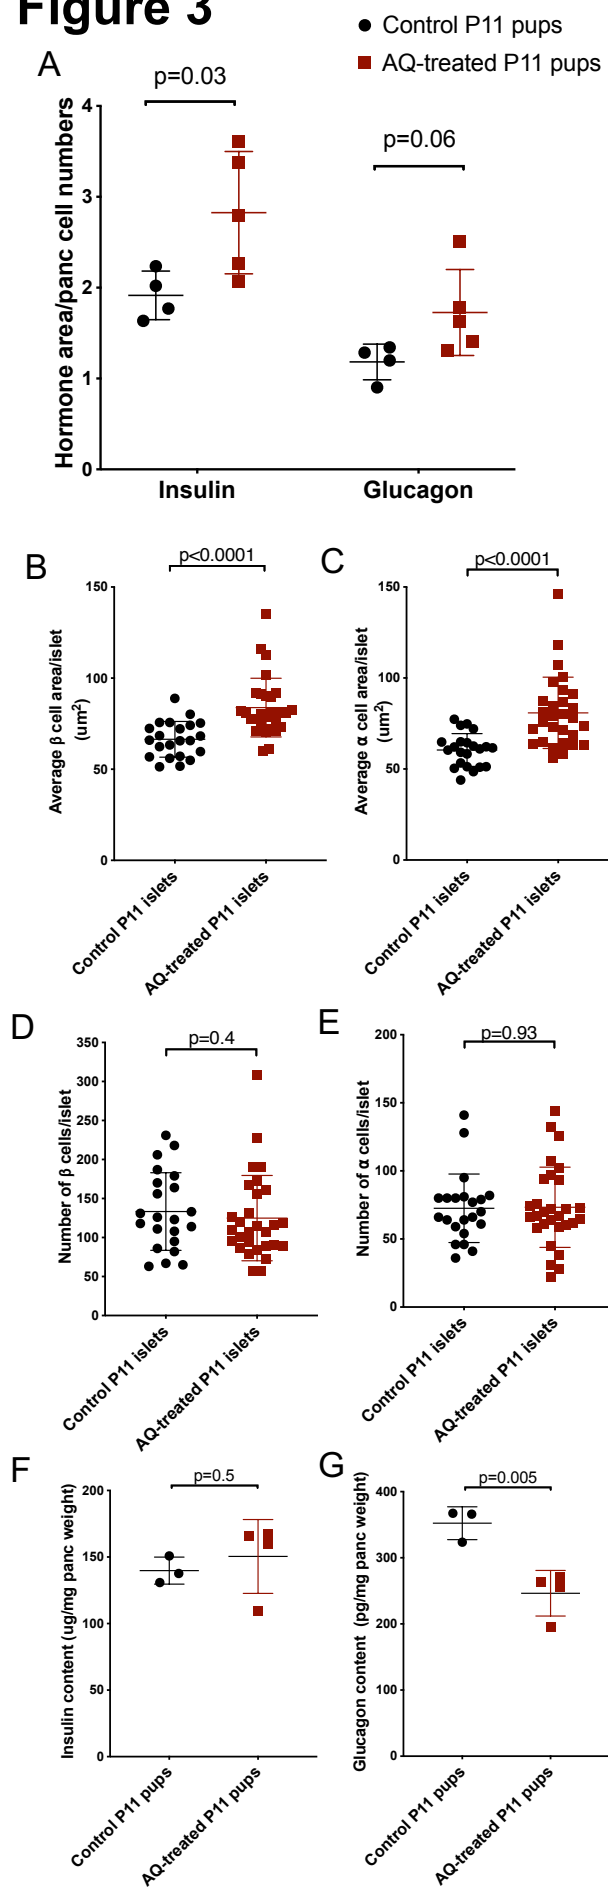 Figure 3
Control P11 pups
AQ-treated P11 pups
A
p=0.03
p=0.06
Hormone area/panc cell numbers
4
3
2
1
0
Insulin
Glucagon
B
p<0.0001
Average β cell area/islet
(um²)
150
100
50
0
Control P11 islets
AQ-treated P11 islets
C
p<0.0001
Average α cell area/islet
(um²)
150
100
50
0
Control P11 islets
AQ-treated P11 islets
D
p=0.4
Number of β cells/islet
350
300
250
200
150
100
50
0
Control P11 islets
AQ-treated P11 islets
E
p=0.93
Number of α cells/islet
200
150
100
50
0
Control P11 islets
AQ-treated P11 islets
F
p=0.5
Insulin content (ug/mg panc weight)
200
150
100
50
0
Control P11 pups
AQ-treated P11 pups
G
p=0.005
Glucagon content (pg/mg panc weight)
400
300
200
100
0
Control P11 pups
AQ-treated P11 pups